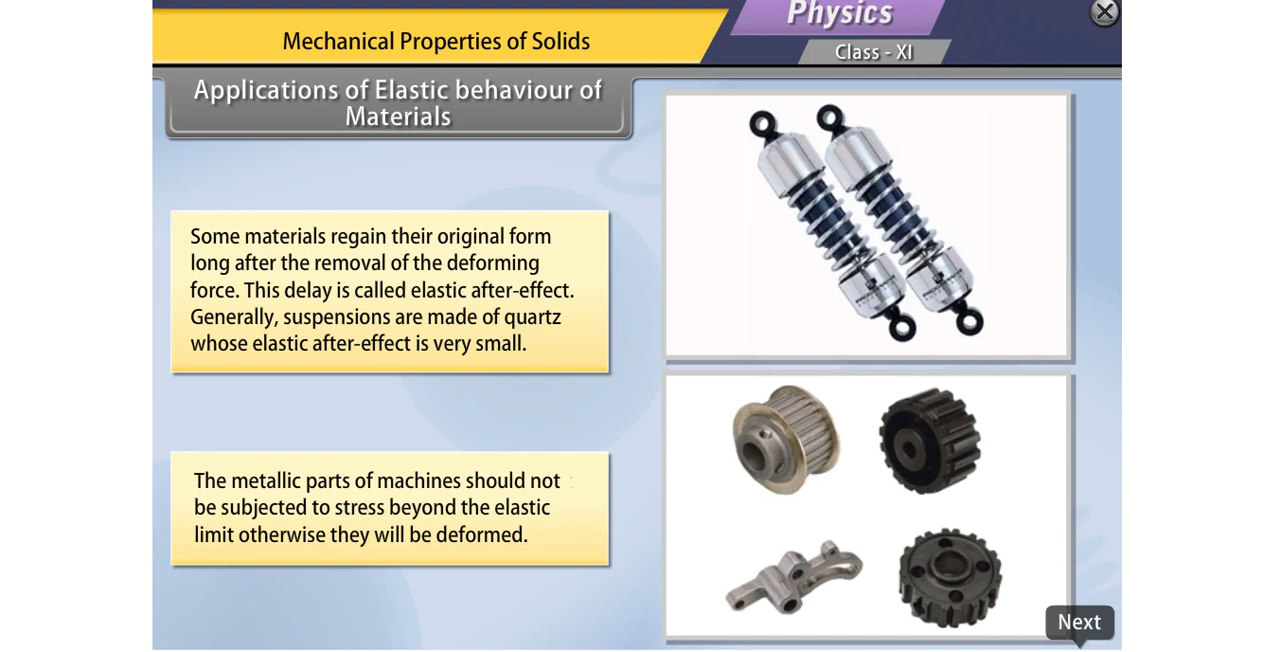 Physics
Mechanical Properties of Solids
Class - XI
Applications of Elastic behaviour of
Materials
Some materials regain their original form
long after the removal of the deforming
force. This delay is called elastic after-effect.
Generally, suspensions are made of quartz
whose elastic after-effect is very small.
The metallic parts of machines should not
be subjected to stress beyond the elastic
limit otherwise they will be deformed.
Next